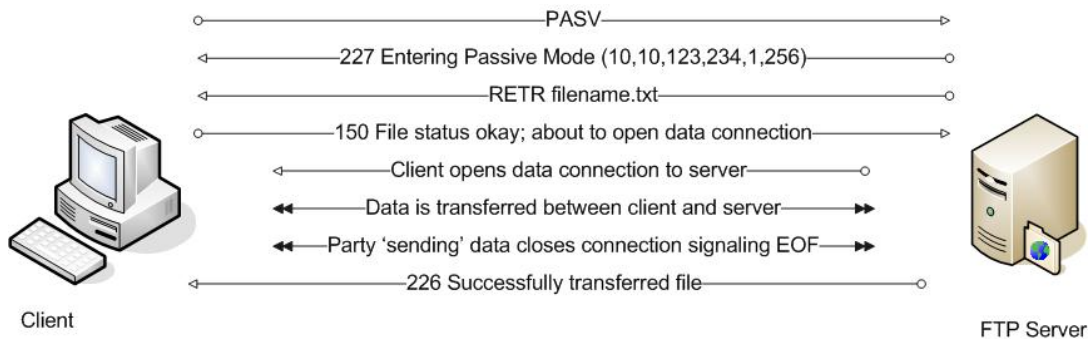 PASV
227 Entering Passive Mode (10,10,123,234,1,256)
RETR filename.txt
150 File status okay; about to open data connection
Client opens data connection to server
Data is transferred between client and server
Party ‘sending’ data closes connection signaling EOF
226 Successfully transferred file
Client
FTP Server